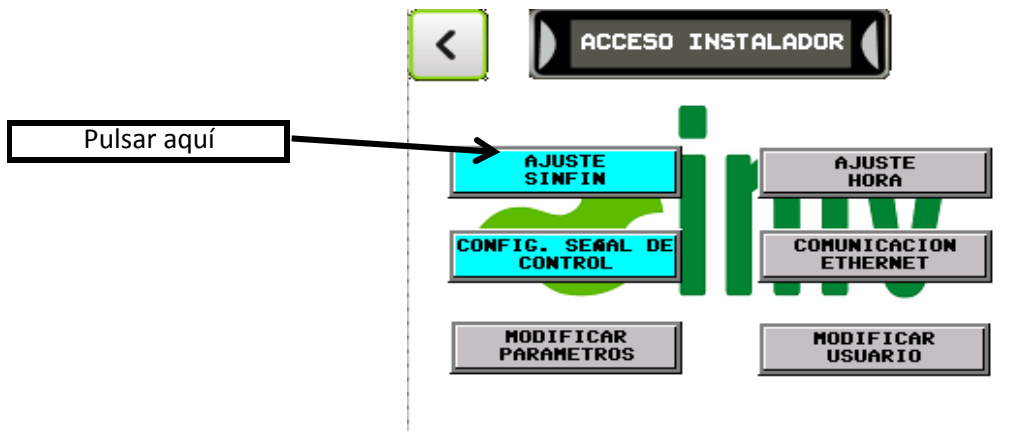 ACCESO INSTALADOR
Pulsar aquí
AJUSTE
SINFIN
AJUSTE
HORA
CONFIG. SEÑAL DE
CONTROL
COMUNICACION
ETHERNET
MODIFICAR
PARAMETROS
MODIFICAR
USUARIO